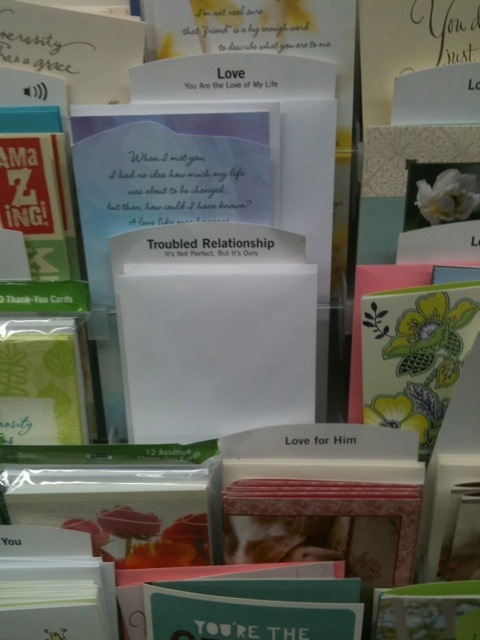 I'm not real sure
that "friend" is a big enough word
to describe what you are to me.
has a grace
Love
You Are the Love of My Life
When I met you,
I had no idea how much my life
was about to be changed...
but then, how could I have known?
A love like
AMa
Z
iNG!
Troubled Relationship
It's Not Perfect, But It's Ours
Thank-You Cards
Love for Him
12
You
YOU'RE THE